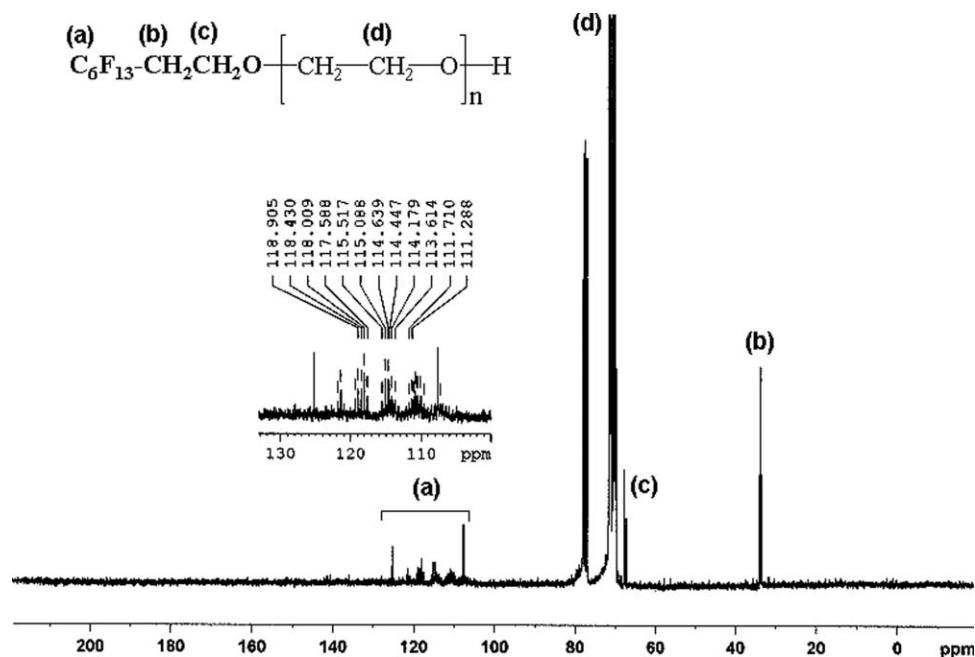 (a) (b) (c) (d)
C6F13-CH2CH2O CH2 CH2 O H
n
(d)
118.905
118.430
118.009
117.588
115.517
115.088
114.639
114.447
114.179
113.614
111.710
111.288
130 120 110 ppm
(a)
(b)
(c)
200 180 160 140 120 100 80 60 40 20 0 ppm